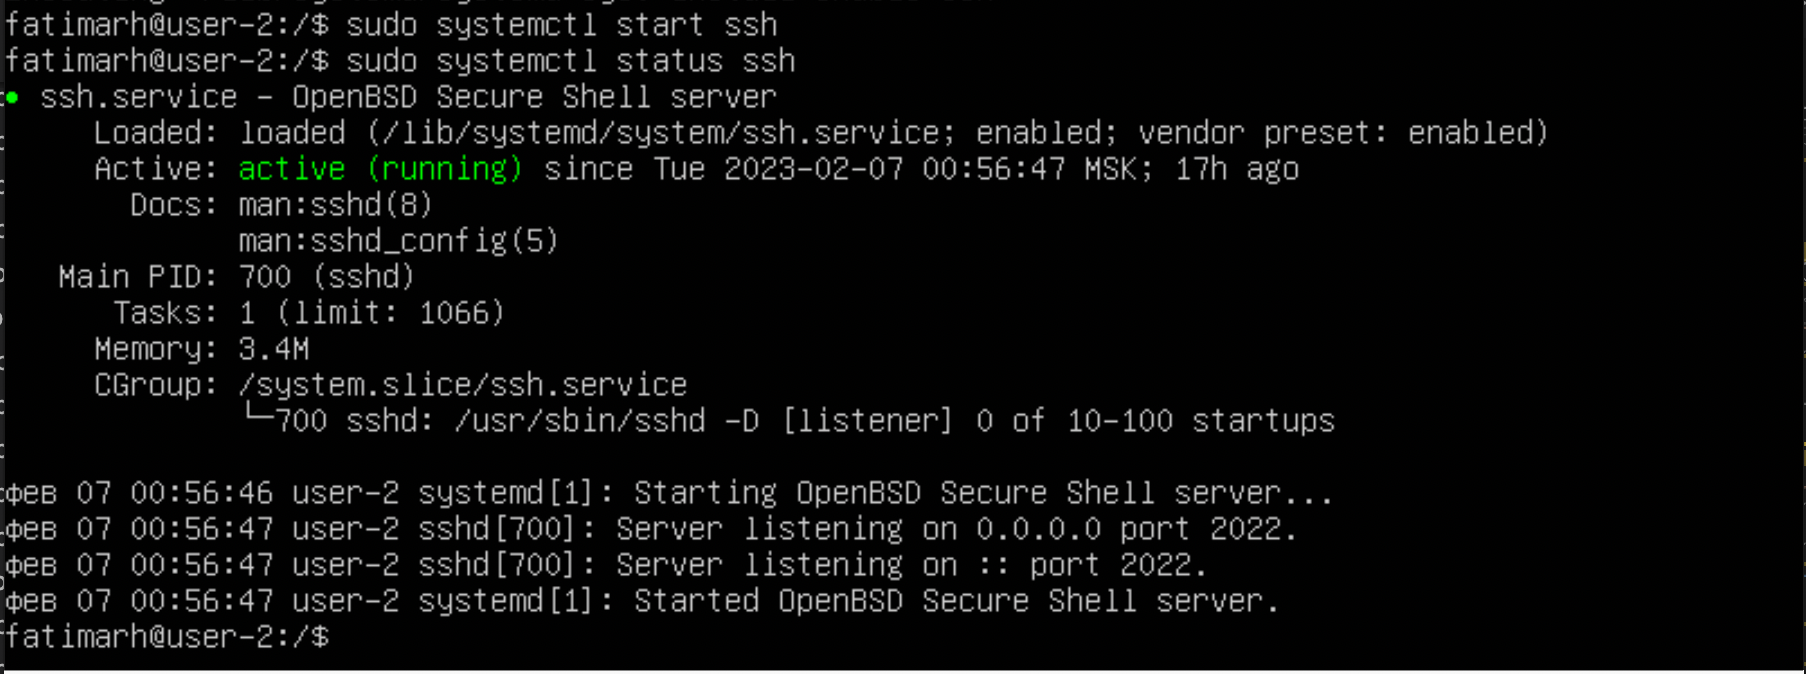 fatimarh@user-2:/$ sudo systemctl start ssh
fatimarh@user-2:/$ sudo systemctl status ssh
● ssh.service - OpenBSD Secure Shell server
     Loaded: loaded (/lib/systemd/system/ssh.service; enabled; vendor preset: enabled)
     Active: active (running) since Tue 2023-02-07 00:56:47 MSK; 17h ago
       Docs: man:sshd(8)
             man:sshd_config(5)
   Main PID: 700 (sshd)
      Tasks: 1 (limit: 1066)
     Memory: 3.4M
     CGroup: /system.slice/ssh.service
             └─700 sshd: /usr/sbin/sshd -D [listener] 0 of 10-100 startups
фев 07 00:56:46 user-2 systemd[1]: Starting OpenBSD Secure Shell server...
фев 07 00:56:47 user-2 sshd[700]: Server listening on 0.0.0.0 port 2022.
фев 07 00:56:47 user-2 sshd[700]: Server listening on :: port 2022.
фев 07 00:56:47 user-2 systemd[1]: Started OpenBSD Secure Shell server.
fatimarh@user-2:/$